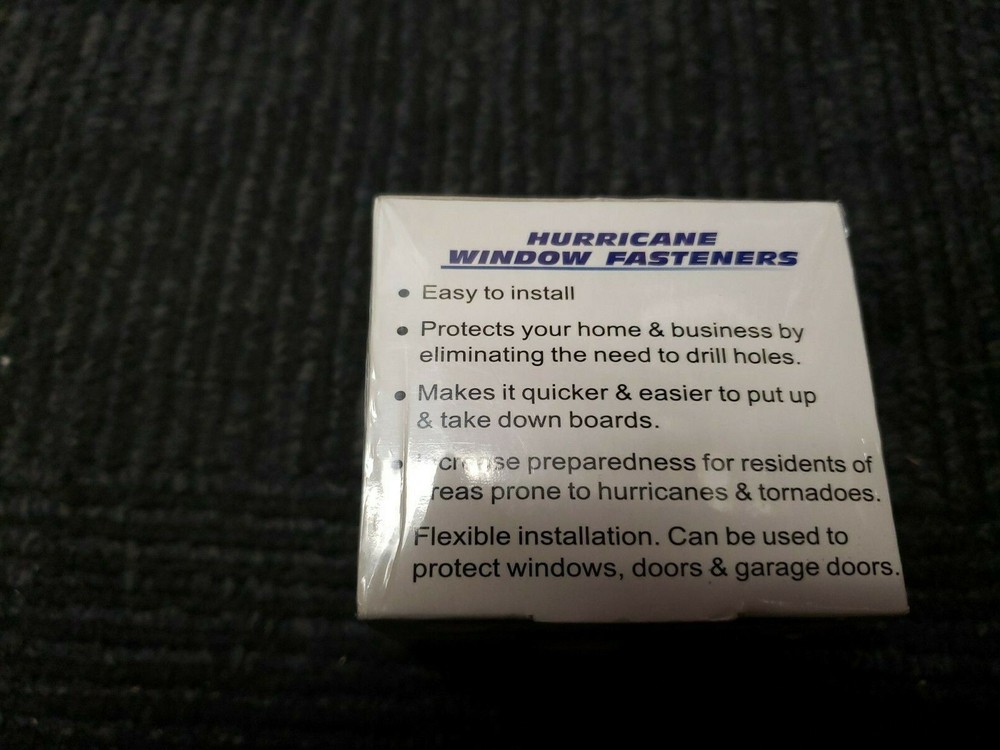 HURRICANE
WINDOW FASTENERS
• Easy to install
• Protects your home & business by
eliminating the need to drill holes.
• Makes it quicker & easier to put up
& take down boards.
• Increase preparedness for residents of
areas prone to hurricanes & tornadoes.
Flexible installation. Can be used to
protect windows, doors & garage doors.